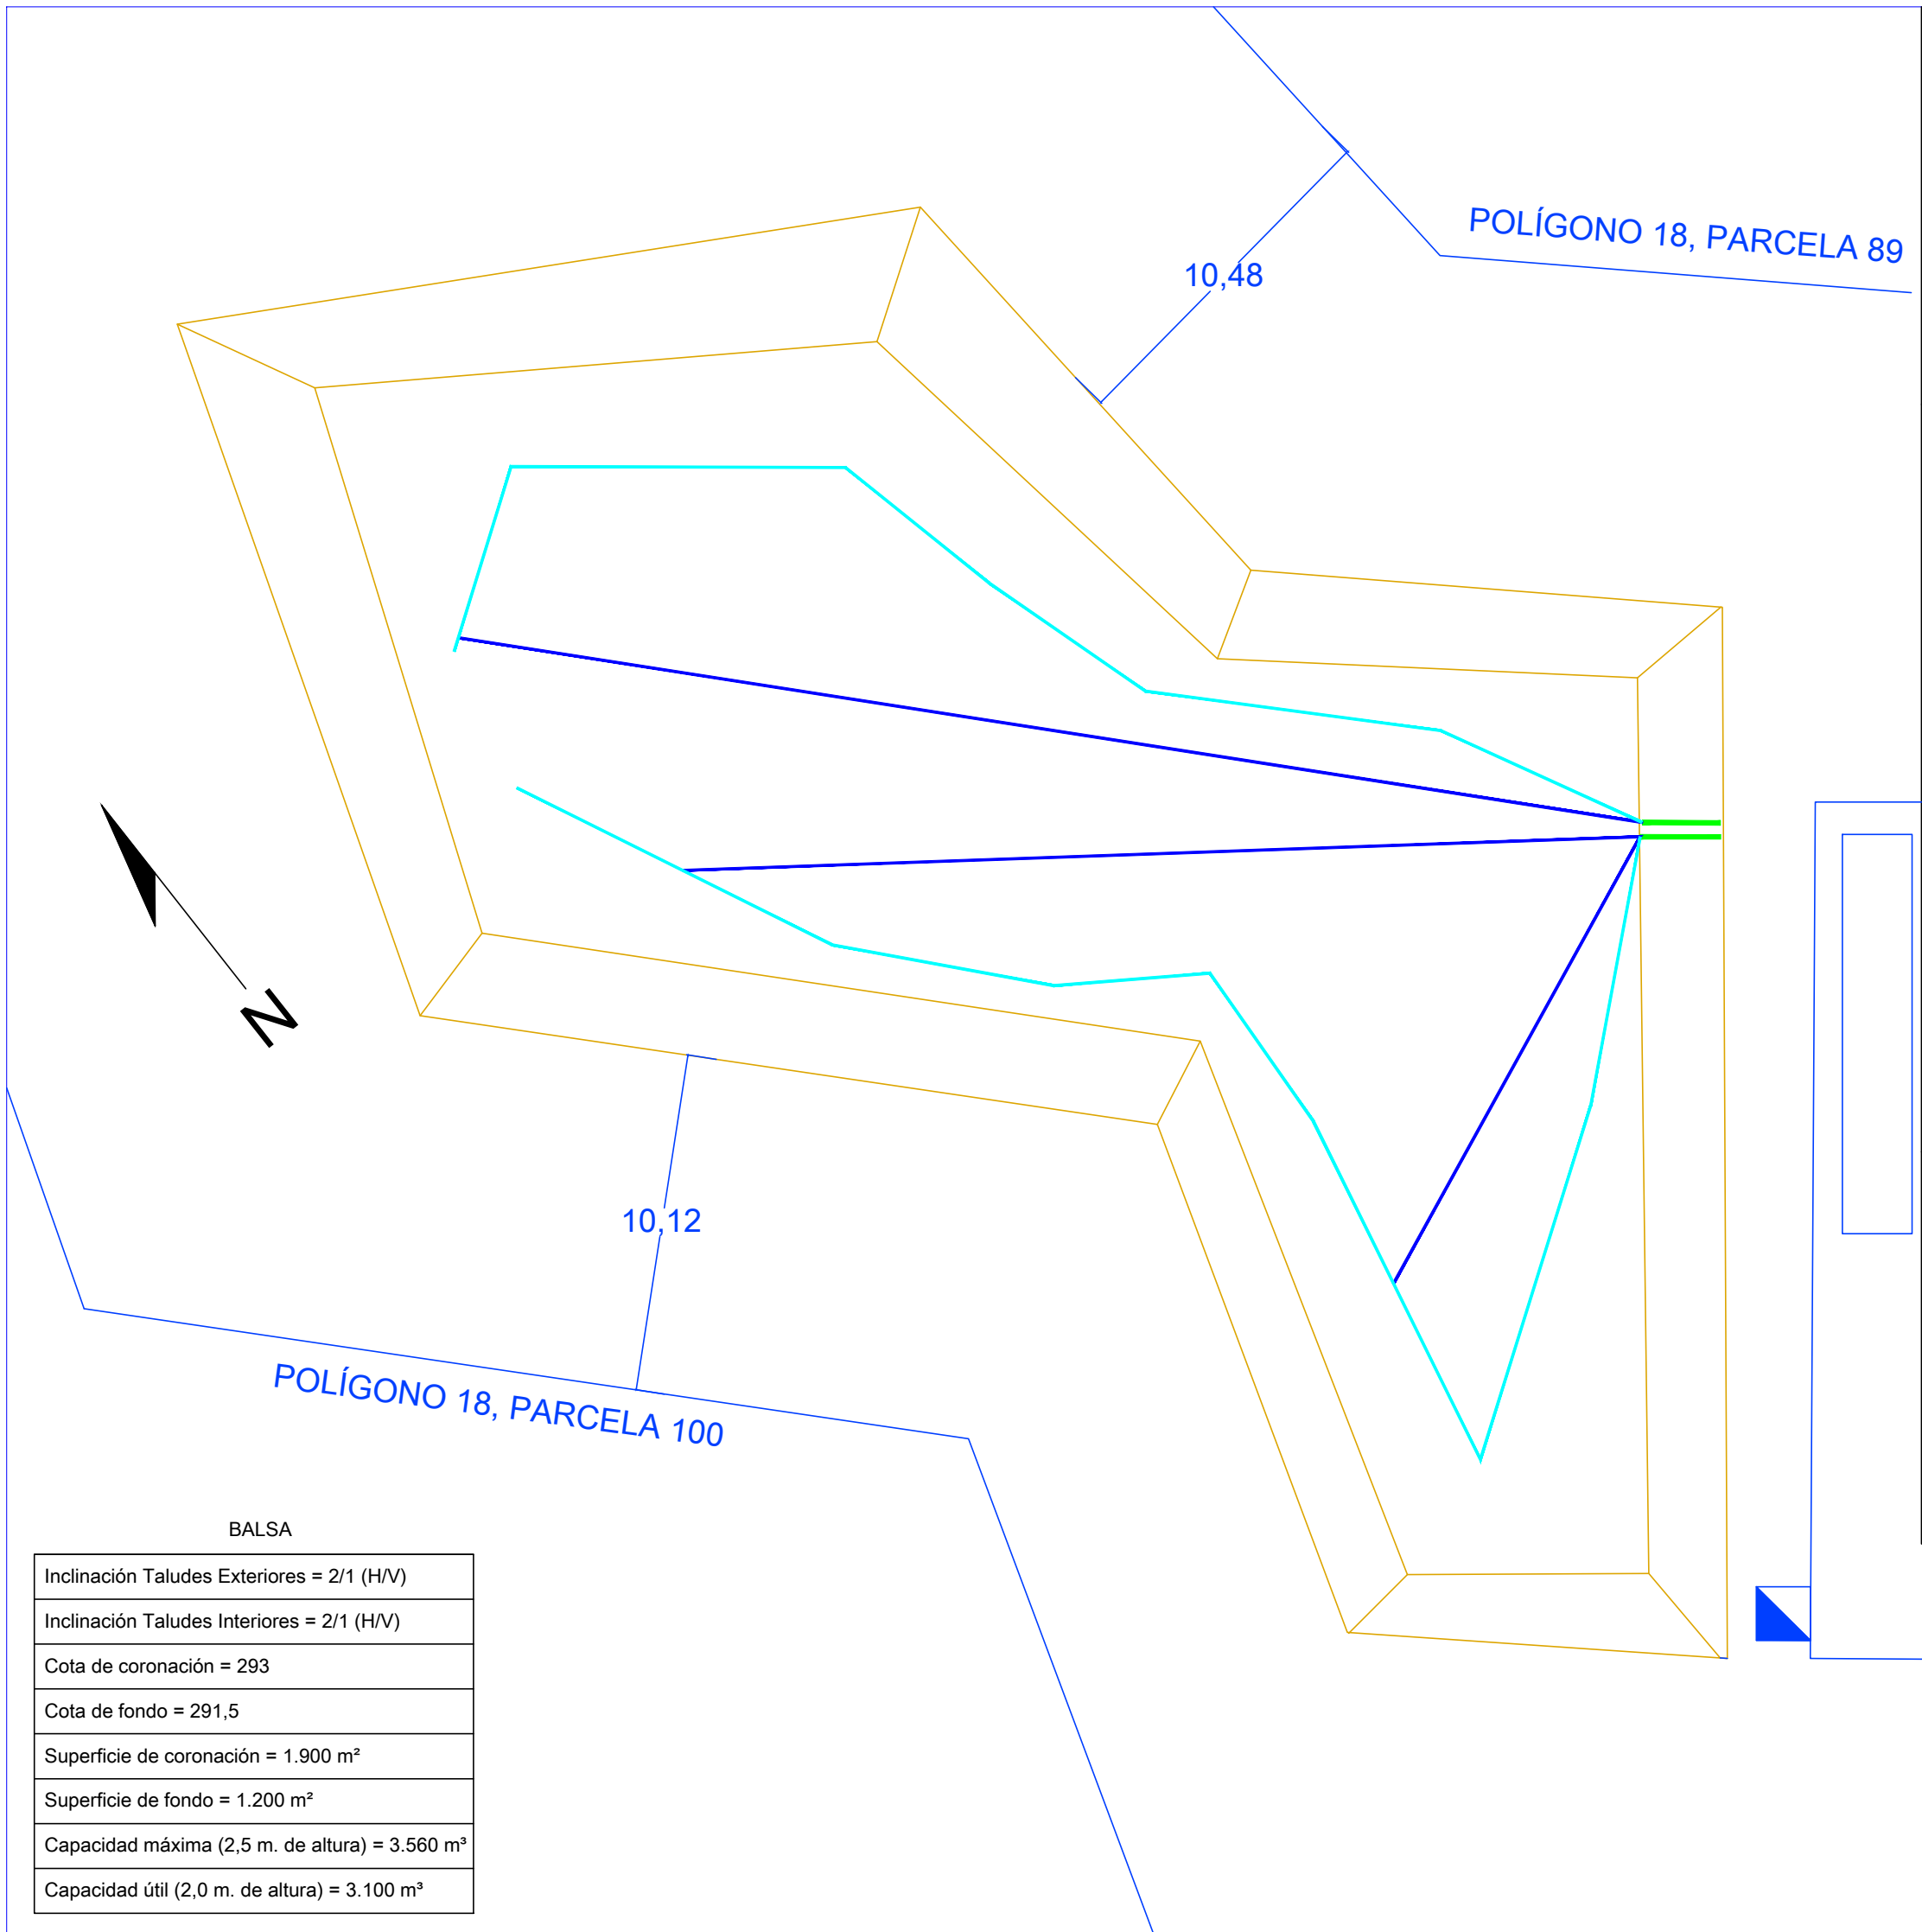 POLÍGONO 18, PARCELA 89
10,48
N
10,12
POLÍGONO 18, PARCELA 100
BALSA
Inclinación Taludes Exteriores = 2/1 (H/V)
Inclinación Taludes Interiores = 2/1 (H/V)
Cota de coronación = 293
Cota de fondo = 291,5
Superficie de coronación = 1.900 m²
Superficie de fondo = 1.200 m²
Capacidad máxima (2,5 m. de altura) = 3.560 m³
Capacidad útil (2,0 m. de altura) = 3.100 m³